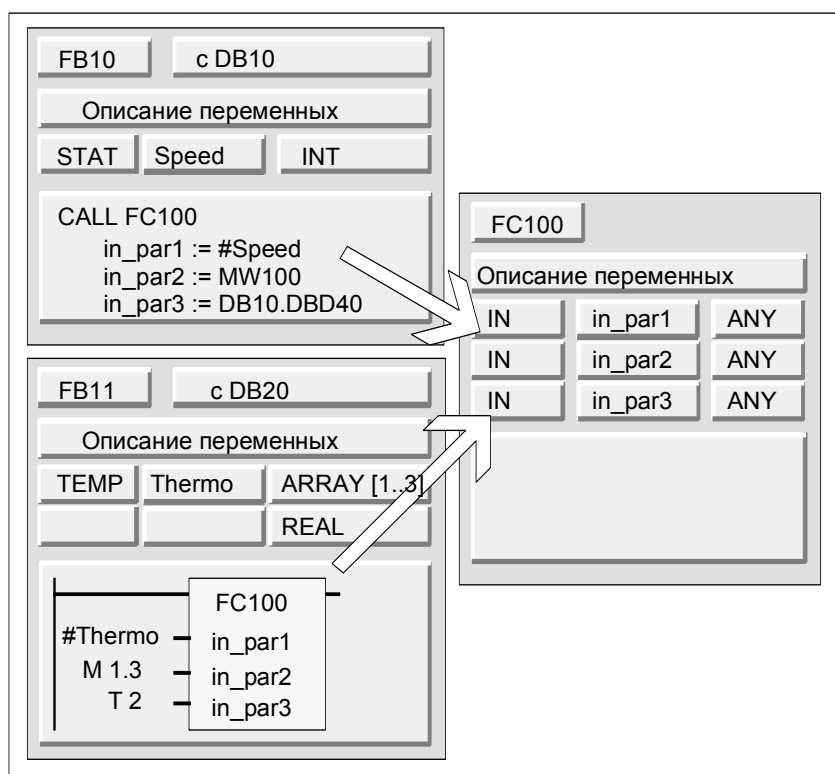 FB10 с DB10
Описание переменных
STAT Speed INT
CALL FC100
in_par1 := #Speed
in_par2 := MW100
in_par3 := DB10.DBD40
FB11 с DB20
Описание переменных
TEMP Thermo ARRAY [1..3]
REAL
FC100
#Thermo in_par1
M 1.3 in_par2
T 2 in_par3
FC100
Описание переменных
IN in_par1 ANY
IN in_par2 ANY
IN in_par3 ANY